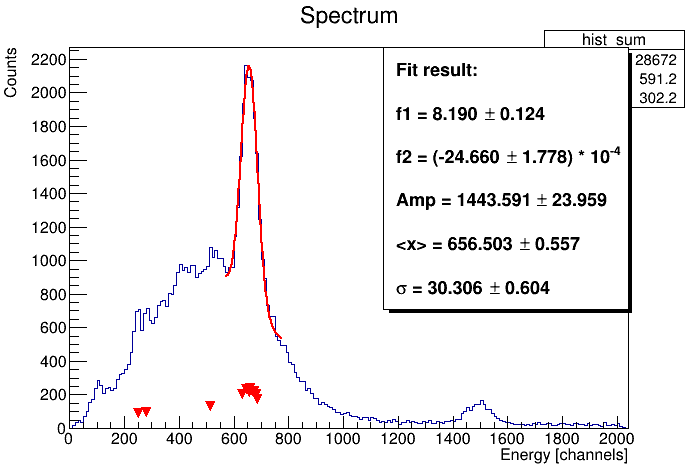 Spectrum
hist_sum
28672
591.2
302.2
Fit result:
f1 = 8.190 ± 0.124
f2 = (-24.660 ± 1.778) * 10^-4
Amp = 1443.591 ± 23.959
<x> = 656.503 ± 0.557
σ = 30.306 ± 0.604
Counts
2200
2000
1800
1600
1400
1200
1000
800
600
400
200
0
0 200 400 600 800 1000 1200 1400 1600 1800 2000
Energy [channels]